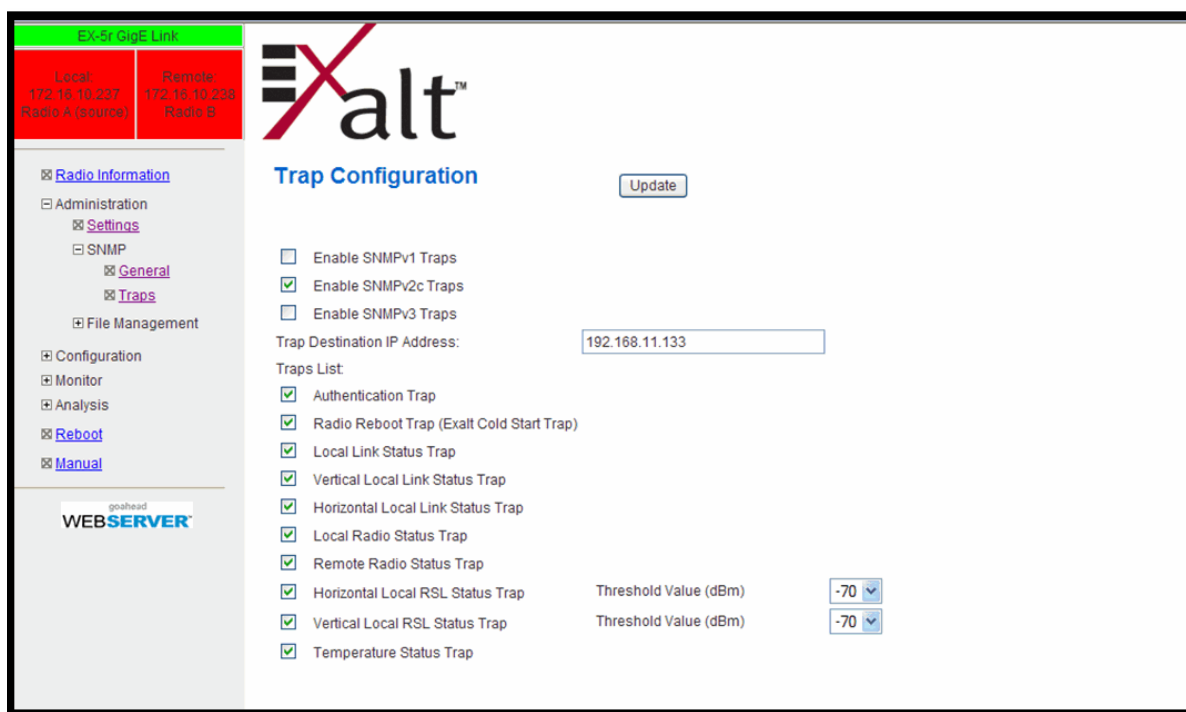 EX-5r GigE Link
Local:
172.16.10.237
Radio A (source)
Remote:
172.16.10.238
Radio B
EXalt™
Radio Information
Administration
Settings
SNMP
General
Traps
File Management
Configuration
Monitor
Analysis
Reboot
Manual
goahead
WEBSERVER™
Trap Configuration
Update
Enable SNMPv1 Traps
Enable SNMPv2c Traps
Enable SNMPv3 Traps
Trap Destination IP Address: 192.168.11.133
Traps List:
Authentication Trap
Radio Reboot Trap (Exalt Cold Start Trap)
Local Link Status Trap
Vertical Local Link Status Trap
Horizontal Local Link Status Trap
Local Radio Status Trap
Remote Radio Status Trap
Horizontal Local RSL Status Trap Threshold Value (dBm) -70
Vertical Local RSL Status Trap Threshold Value (dBm) -70
Temperature Status Trap